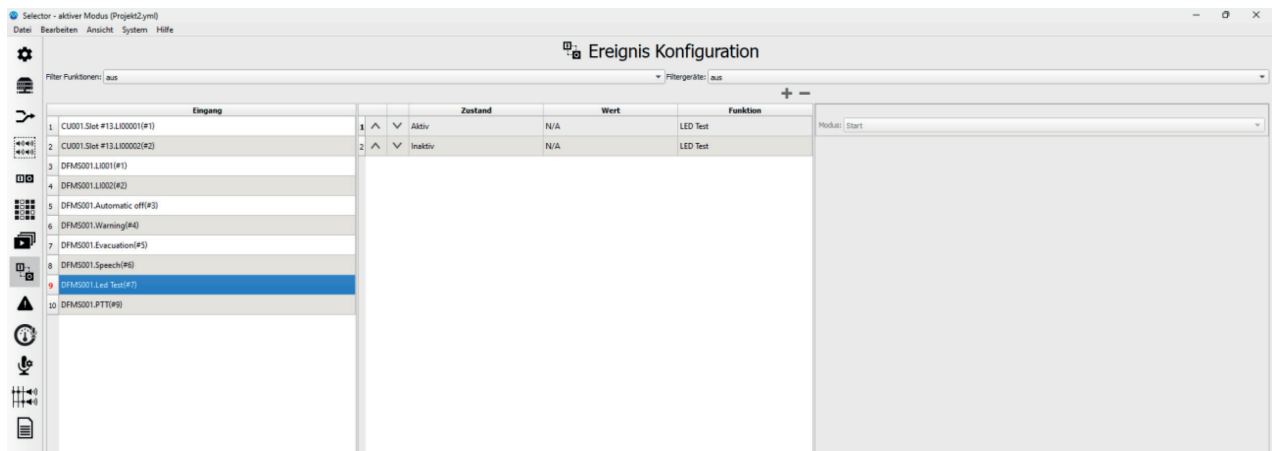 Selector - aktiver Modus (Projekt2.yml)
Datei Bearbeiten Ansicht System Hilfe
Ereignis Konfiguration
Filter Funktionen: aus Filtergeräte: aus
Eingang Zustand Wert Funktion
1 CU001.Slot #13.LI00001(#1) 1 Aktiv N/A LED Test Modus: Start
2 CU001.Slot #13.LI00002(#2) 2 Inaktiv N/A LED Test
3 DFMS001.LI001(#1)
4 DFMS001.LI002(#2)
5 DFMS001.Automatic off(#3)
6 DFMS001.Warning(#4)
7 DFMS001.Evacuation(#5)
8 DFMS001.Speech(#6)
9 DFMS001.Led Test(#7)
10 DFMS001.PTT(#9)